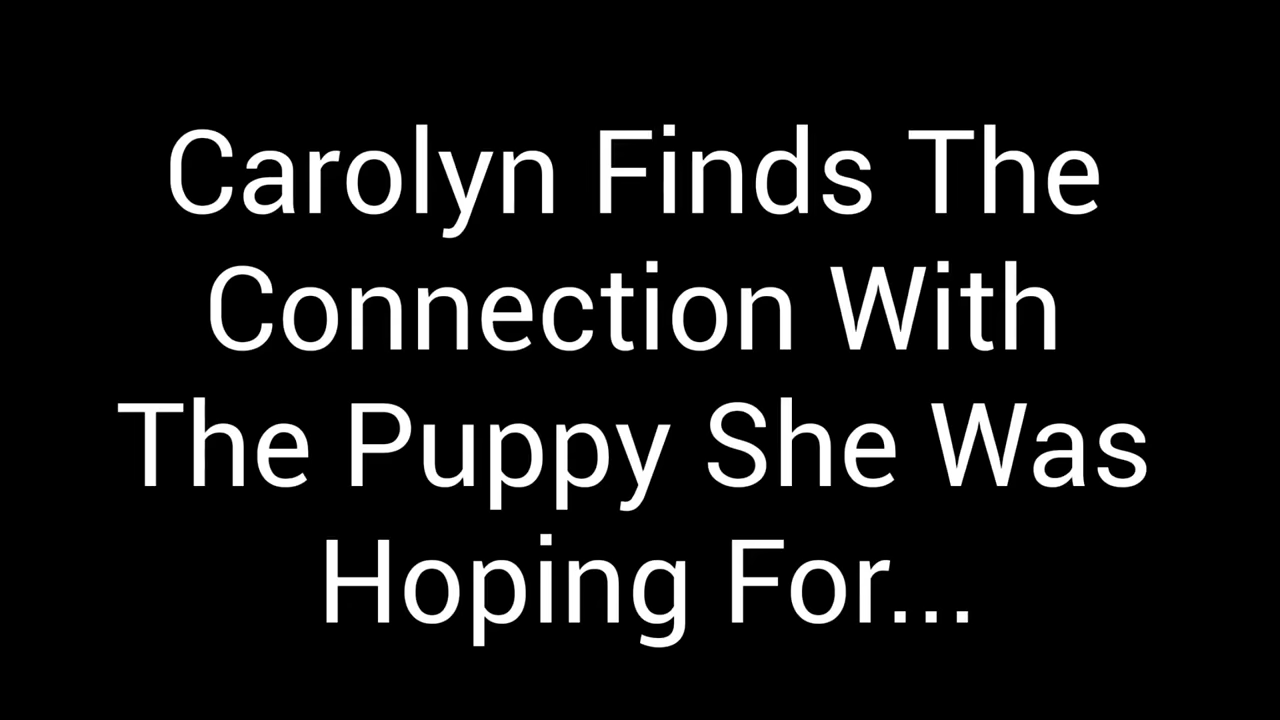 Carolyn Finds The
Connection With
The Puppy She Was
Hoping For...